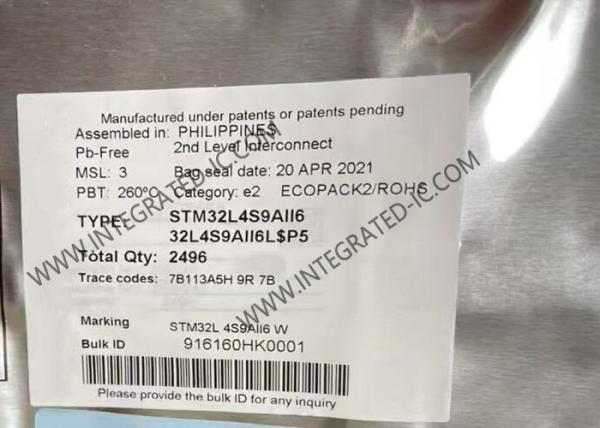 Manufactured under patents or patents pending
Assembled in: PHILIPPINES
Pb-Free 2nd Level Interconnect
MSL: 3 Bag seal date: 20 APR 2021
PBT: 260ºC Category: e2 ECOPACK2/ROHS
TYPE: STM32L4S9AII6
32L4S9AII6L$P5
Total Qty: 2496
Trace codes: 7B113A5H 9R 7B
Marking STM32L 4S9AII6 W
Bulk ID 916160HK0001
Please provide the bulk ID for any inquiry
WWW.INTEGRATED-IC.COM
WWW.INTEGRATED-IC.COM